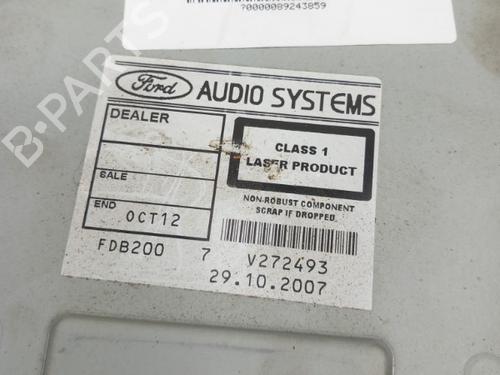 70000089243859
Ford AUDIO SYSTEMS
DEALER
SALE
END OCT12
CLASS 1
LASER PRODUCT
NON-ROBUST COMPONENT
SCRAP IF DROPPED.
FDB200 7 V272493
29.10.2007
B-PARTS
B-PARTS